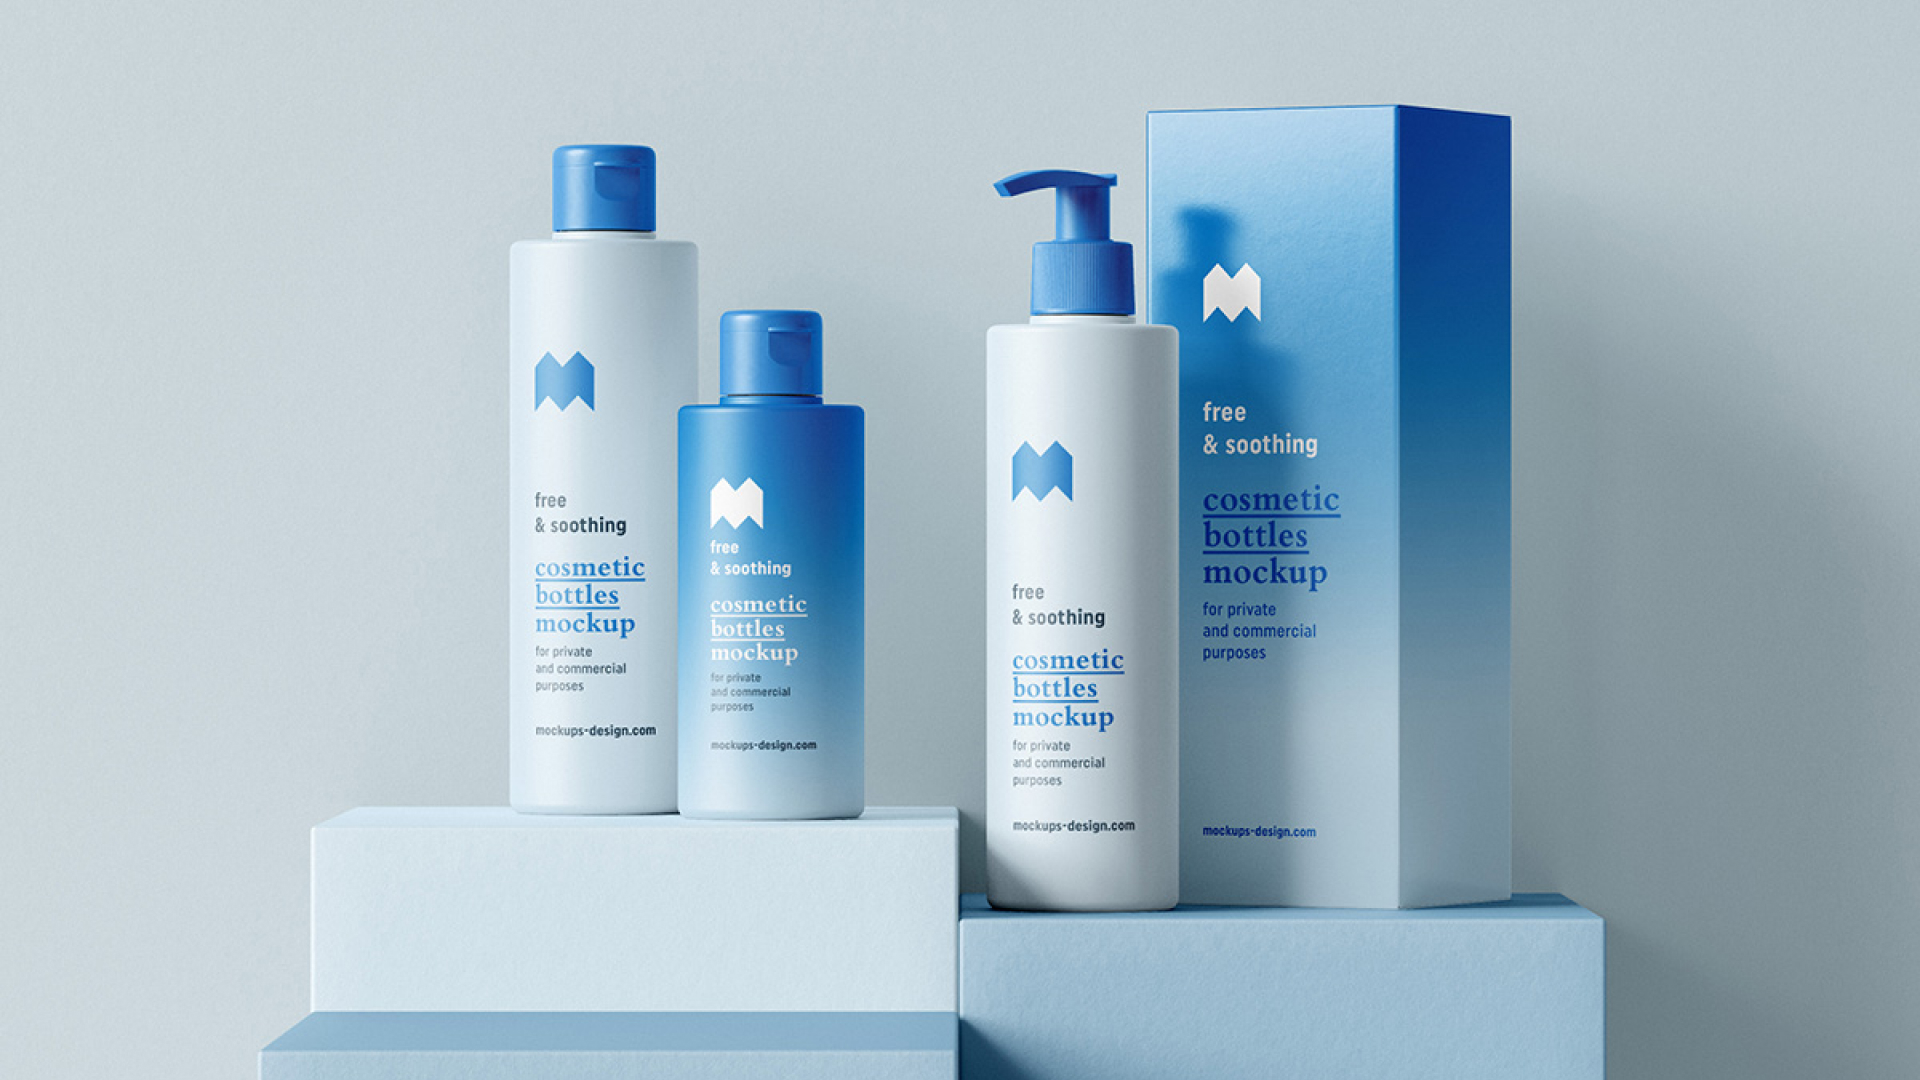 free
& soothing
cosmetic
bottles
mockup
for private
and commercial
purposes
mockups-design.com
free
& soothing
cosmetic
bottles
mockup
for private
and commercial
purposes
mockups-design.com
free
& soothing
cosmetic
bottles
mockup
for private
and commercial
purposes
mockups-design.com
free
& soothing
cosmetic
bottles
mockup
for private
and commercial
purposes
mockups-design.com